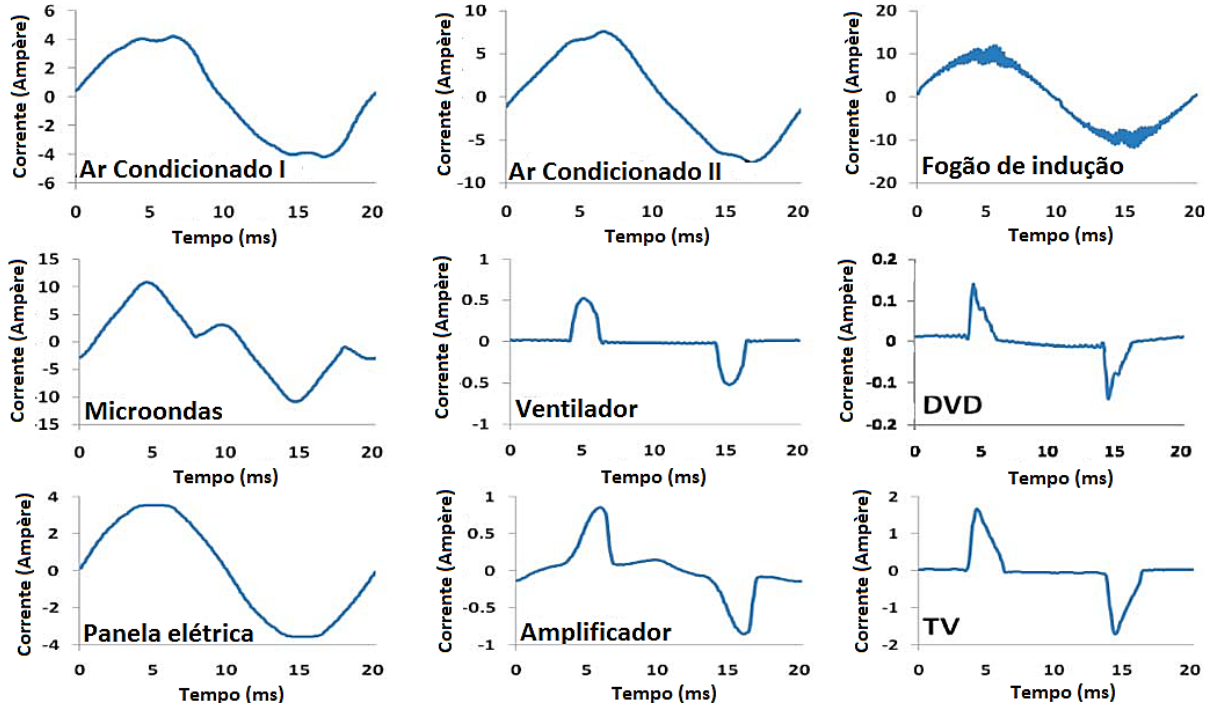 Corrente (Ampère)
6
4
2
0
-2
-4
-6
Ar Condicionado I
0 5 10 15 20
Tempo (ms)
Corrente (Ampère)
10
5
0
-5
-10
Ar Condicionado II
0 5 10 15 20
Tempo (ms)
Corrente (Ampère)
20
10
0
-10
-20
Fogão de indução
0 5 10 15 20
Tempo (ms)
Corrente (Ampère)
15
10
5
0
-5
-10
-15
Microondas
0 5 10 15 20
Tempo (ms)
Corrente (Ampère)
1
0.5
0
-0.5
-1
Ventilador
0 5 10 15 20
Tempo (ms)
Corrente (Ampère)
0.2
0.1
0
-0.1
-0.2
DVD
0 5 10 15 20
Tempo (ms)
Corrente (Ampère)
4
2
0
-2
-4
Panela elétrica
0 5 10 15 20
Tempo (ms)
Corrente (Ampère)
1
0.5
0
-0.5
-1
Amplificador
0 5 10 15 20
Tempo (ms)
Corrente (Ampère)
2
1
0
-1
-2
TV
0 5 10 15 20
Tempo (ms)